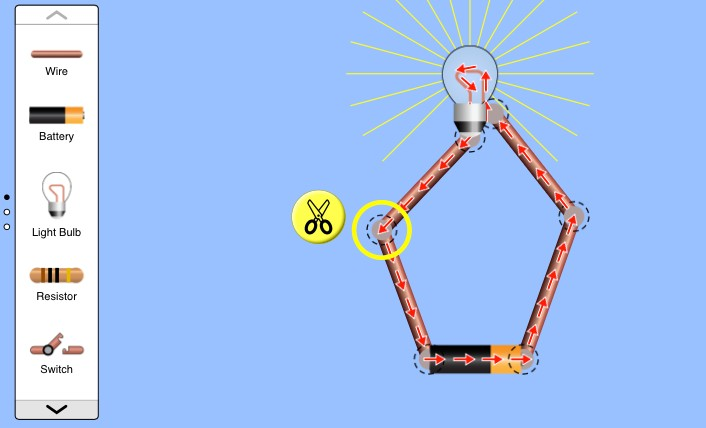 Wire
Battery
Light Bulb
Resistor
Switch